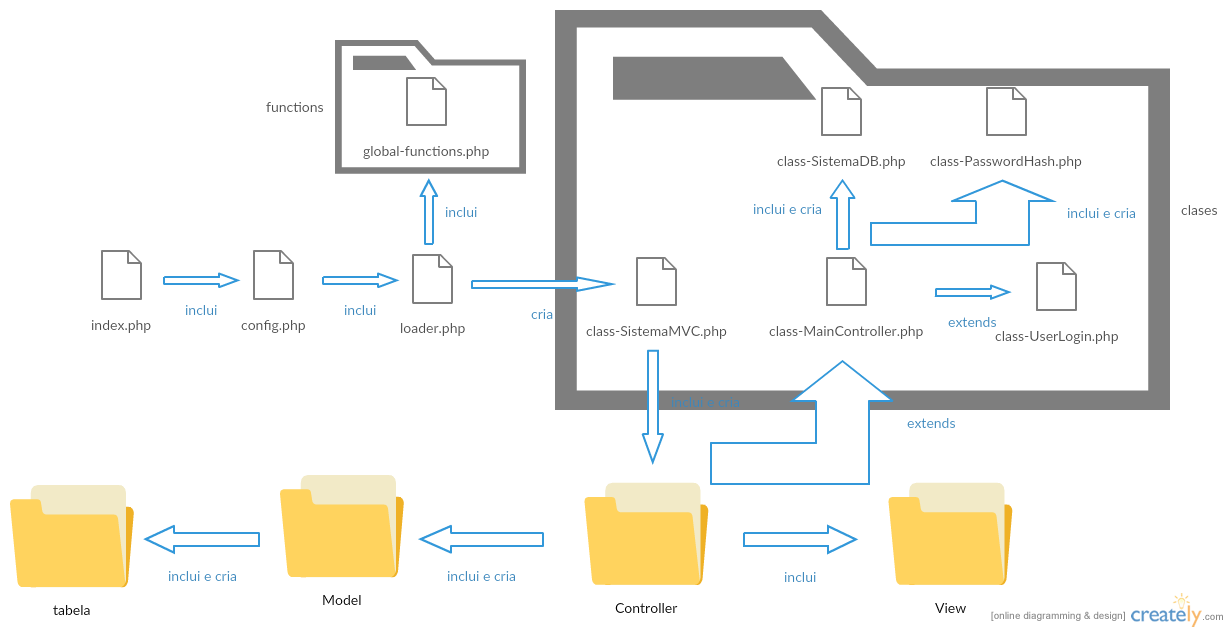 functions
global-functions.php
inclui
class-SistemaDB.php
class-PasswordHash.php
inclui e cria
inclui e cria
clases
index.php
inclui
config.php
inclui
loader.php
cria
class-SistemaMVC.php
class-MainController.php
extends
class-UserLogin.php
inclui e cria
extends
tabela
inclui e cria
Model
inclui e cria
Controller
inclui
View
[online diagramming & design] creately.com